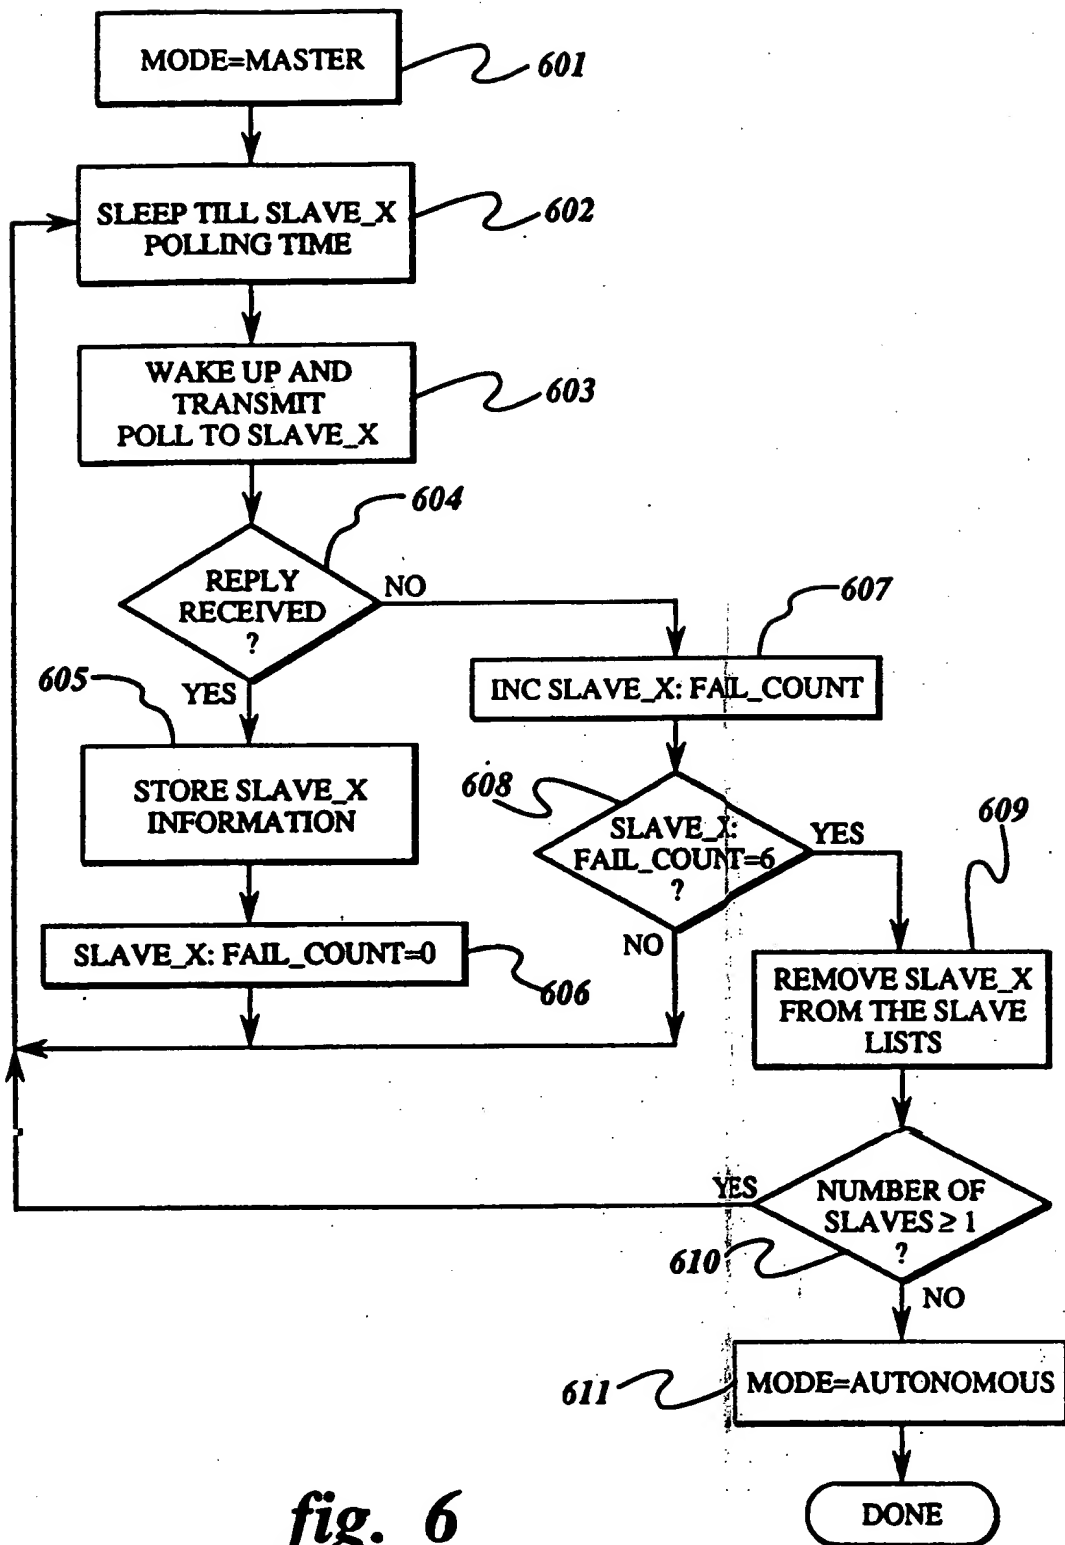 MODE=MASTER
601
SLEEP TILL SLAVE_X
POLLING TIME
602
WAKE UP AND
TRANSMIT
POLL TO SLAVE_X
603
604
REPLY
RECEIVED
?
NO
YES
605
607
INC SLAVE_X: FAIL_COUNT
STORE SLAVE_X
INFORMATION
608
SLAVE_X:
FAIL_COUNT=6
?
YES
NO
609
SLAVE_X: FAIL_COUNT=0
606
REMOVE SLAVE_X
FROM THE SLAVE
LISTS
YES
NUMBER OF
SLAVES ≥ 1
?
610
NO
611
MODE=AUTONOMOUS
DONE
fig. 6